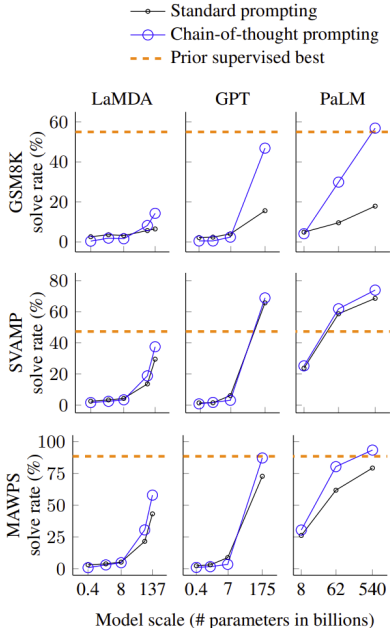 Standard prompting
Chain-of-thought prompting
Prior supervised best
LaMDA GPT PaLM
GSM8K
solve rate (%)
60
40
20
0
SVAMP
solve rate (%)
80
60
40
20
0
MAWPS
solve rate (%)
100
75
50
25
0
0.4 8 137 0.4 7 175 8 62 540
Model scale (# parameters in billions)